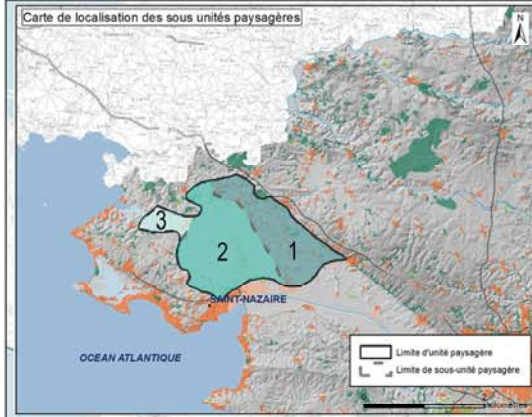 Carte de localisation des sous unités paysagères
N
3
2
1
SAINT-NAZAIRE
OCEAN ATLANTIQUE
Limite d'unité paysagère
Limite de sous-unité paysagère